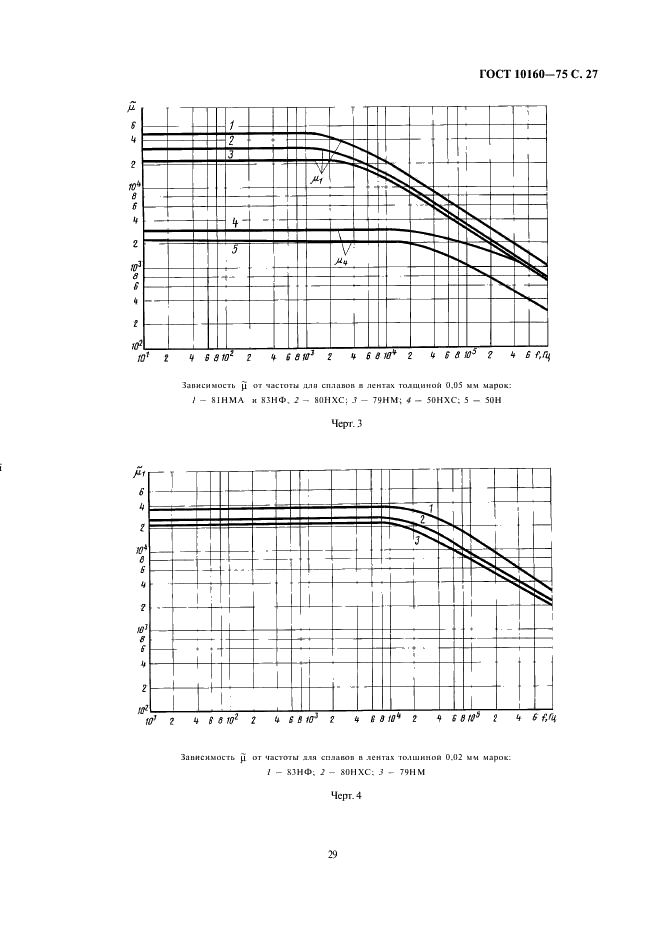 ГОСТ 10160—75 С. 27
μ̃
6
4
2
10⁴
8
6
4
2
10³
8
6
4
2
10²
1
2
3
μ₁
4
5
μ₄
10¹ 2 4 6 8 10² 2 4 6 8 10³ 2 4 6 8 10⁴ 2 4 6 8 10⁵ 2 4 6 f, Гц
Зависимость μ̃ от частоты для сплавов в лентах толщиной 0,05 мм марок:
1 — 81НМА и 83НФ, 2 — 80НХС; 3 — 79НМ; 4 — 50НХС; 5 — 50Н
Черт. 3
μ̃₁
6
4
2
10⁴
8
6
4
2
10³
8
6
4
2
10²
1
2
3
10¹ 2 4 6 8 10² 2 4 6 8 10³ 2 4 6 8 10⁴ 2 4 6 8 10⁵ 2 4 6 f, Гц
Зависимость μ̃ от частоты для сплавов в лентах толшиной 0,02 мм марок:
1 — 83НФ; 2 — 80НХС; 3 — 79НМ
Черт. 4
29